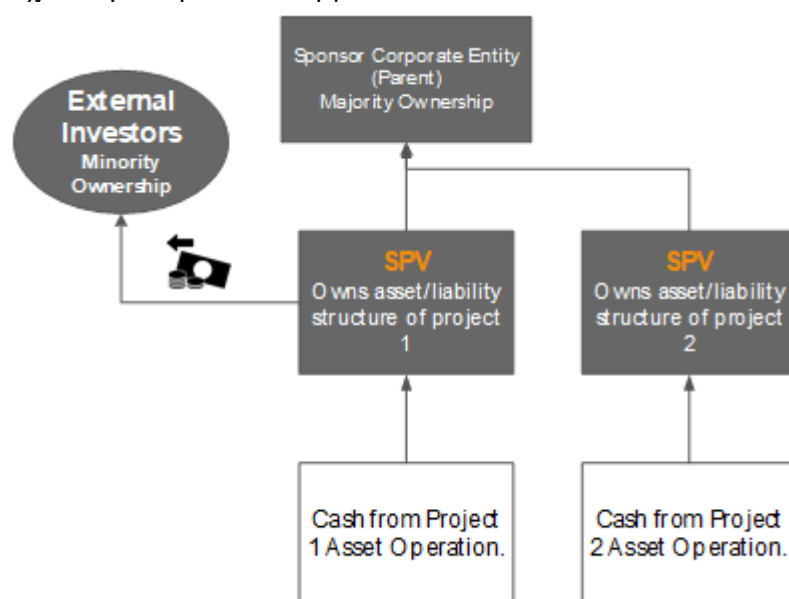 Sponsor Corporate Entity
(Parent)
Majority Ownership
External
Investors
Minority
Ownership
SPV
Owns asset/liability
structure of project
1
SPV
Owns asset/liability
structure of project
2
Cash from Project
1 Asset Operation.
Cash from Project
2 Asset Operation.